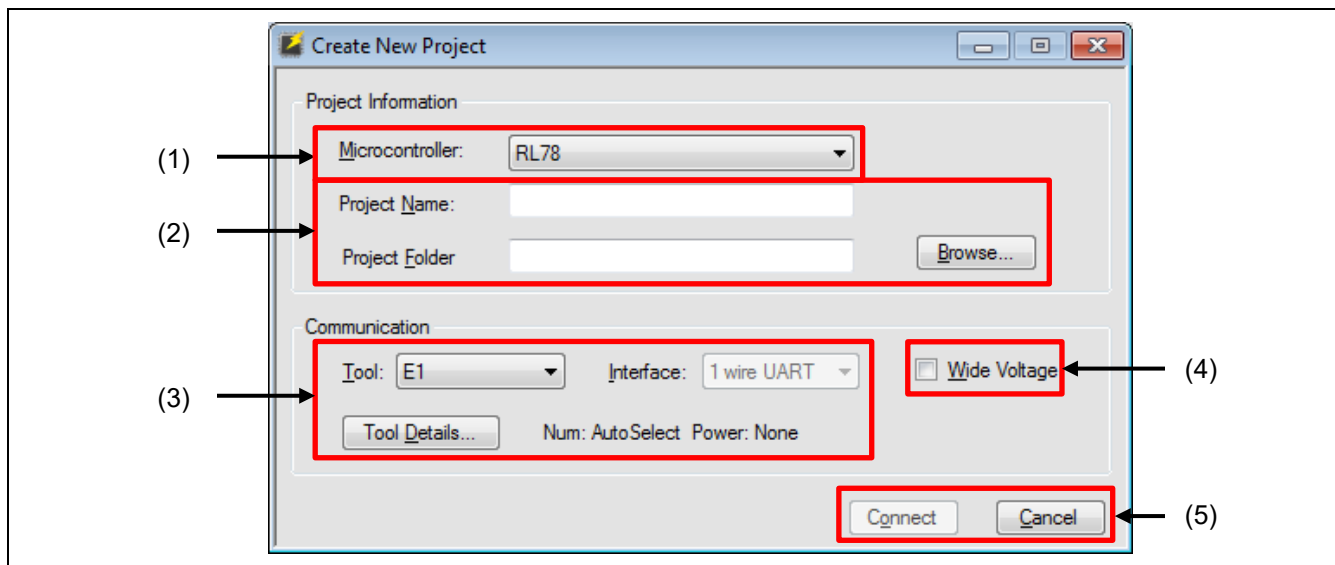 Create New Project
Project Information
(1)
Microcontroller: RL78
(2)
Project Name:
Project Folder Browse...
Communication
(3)
Tool: E1 Interface: 1 wire UART Wide Voltage (4)
Tool Details... Num: AutoSelect Power: None
Connect Cancel (5)